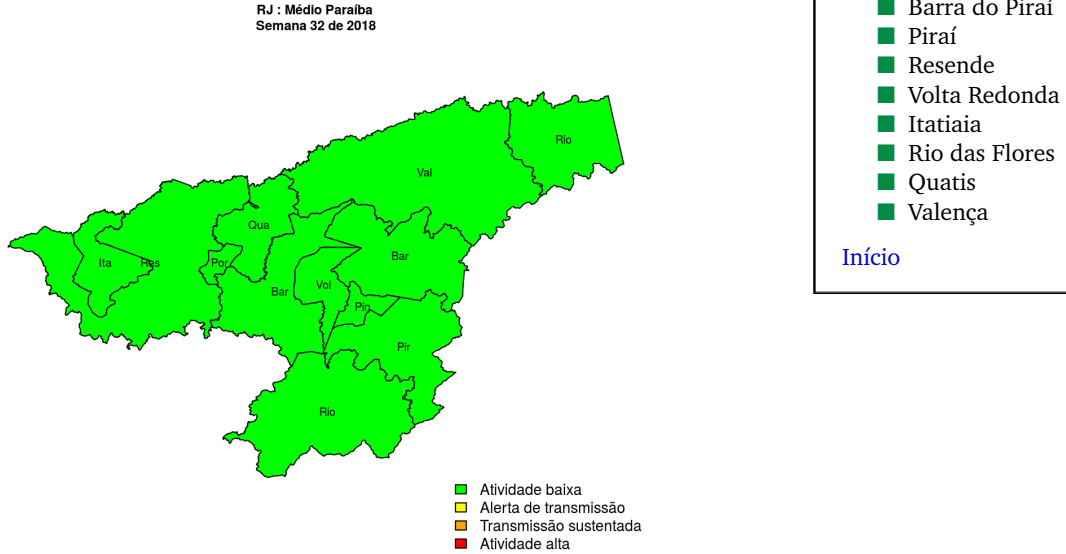 RJ : Médio Paraíba
Semana 32 de 2018
Rio
Val
Qua
Ita
Res
Por
Bar
Bar
Vol
Pin
Pir
Rio
Atividade baixa
Alerta de transmissão
Transmissão sustentada
Atividade alta
Barra do Piraí
Piraí
Resende
Volta Redonda
Itatiaia
Rio das Flores
Quatis
Valença
Início